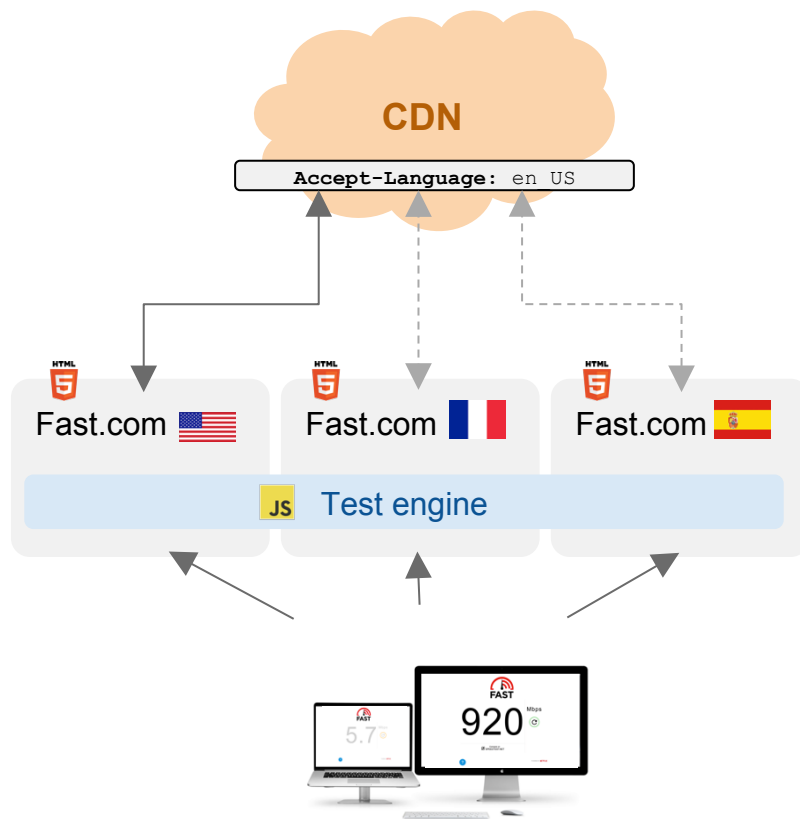 CDN
Accept-Language: en US
HTML HTML HTML
5 5 5
Fast.com Fast.com Fast.com
JS Test engine
FAST
FAST
920 Mbps
5.7